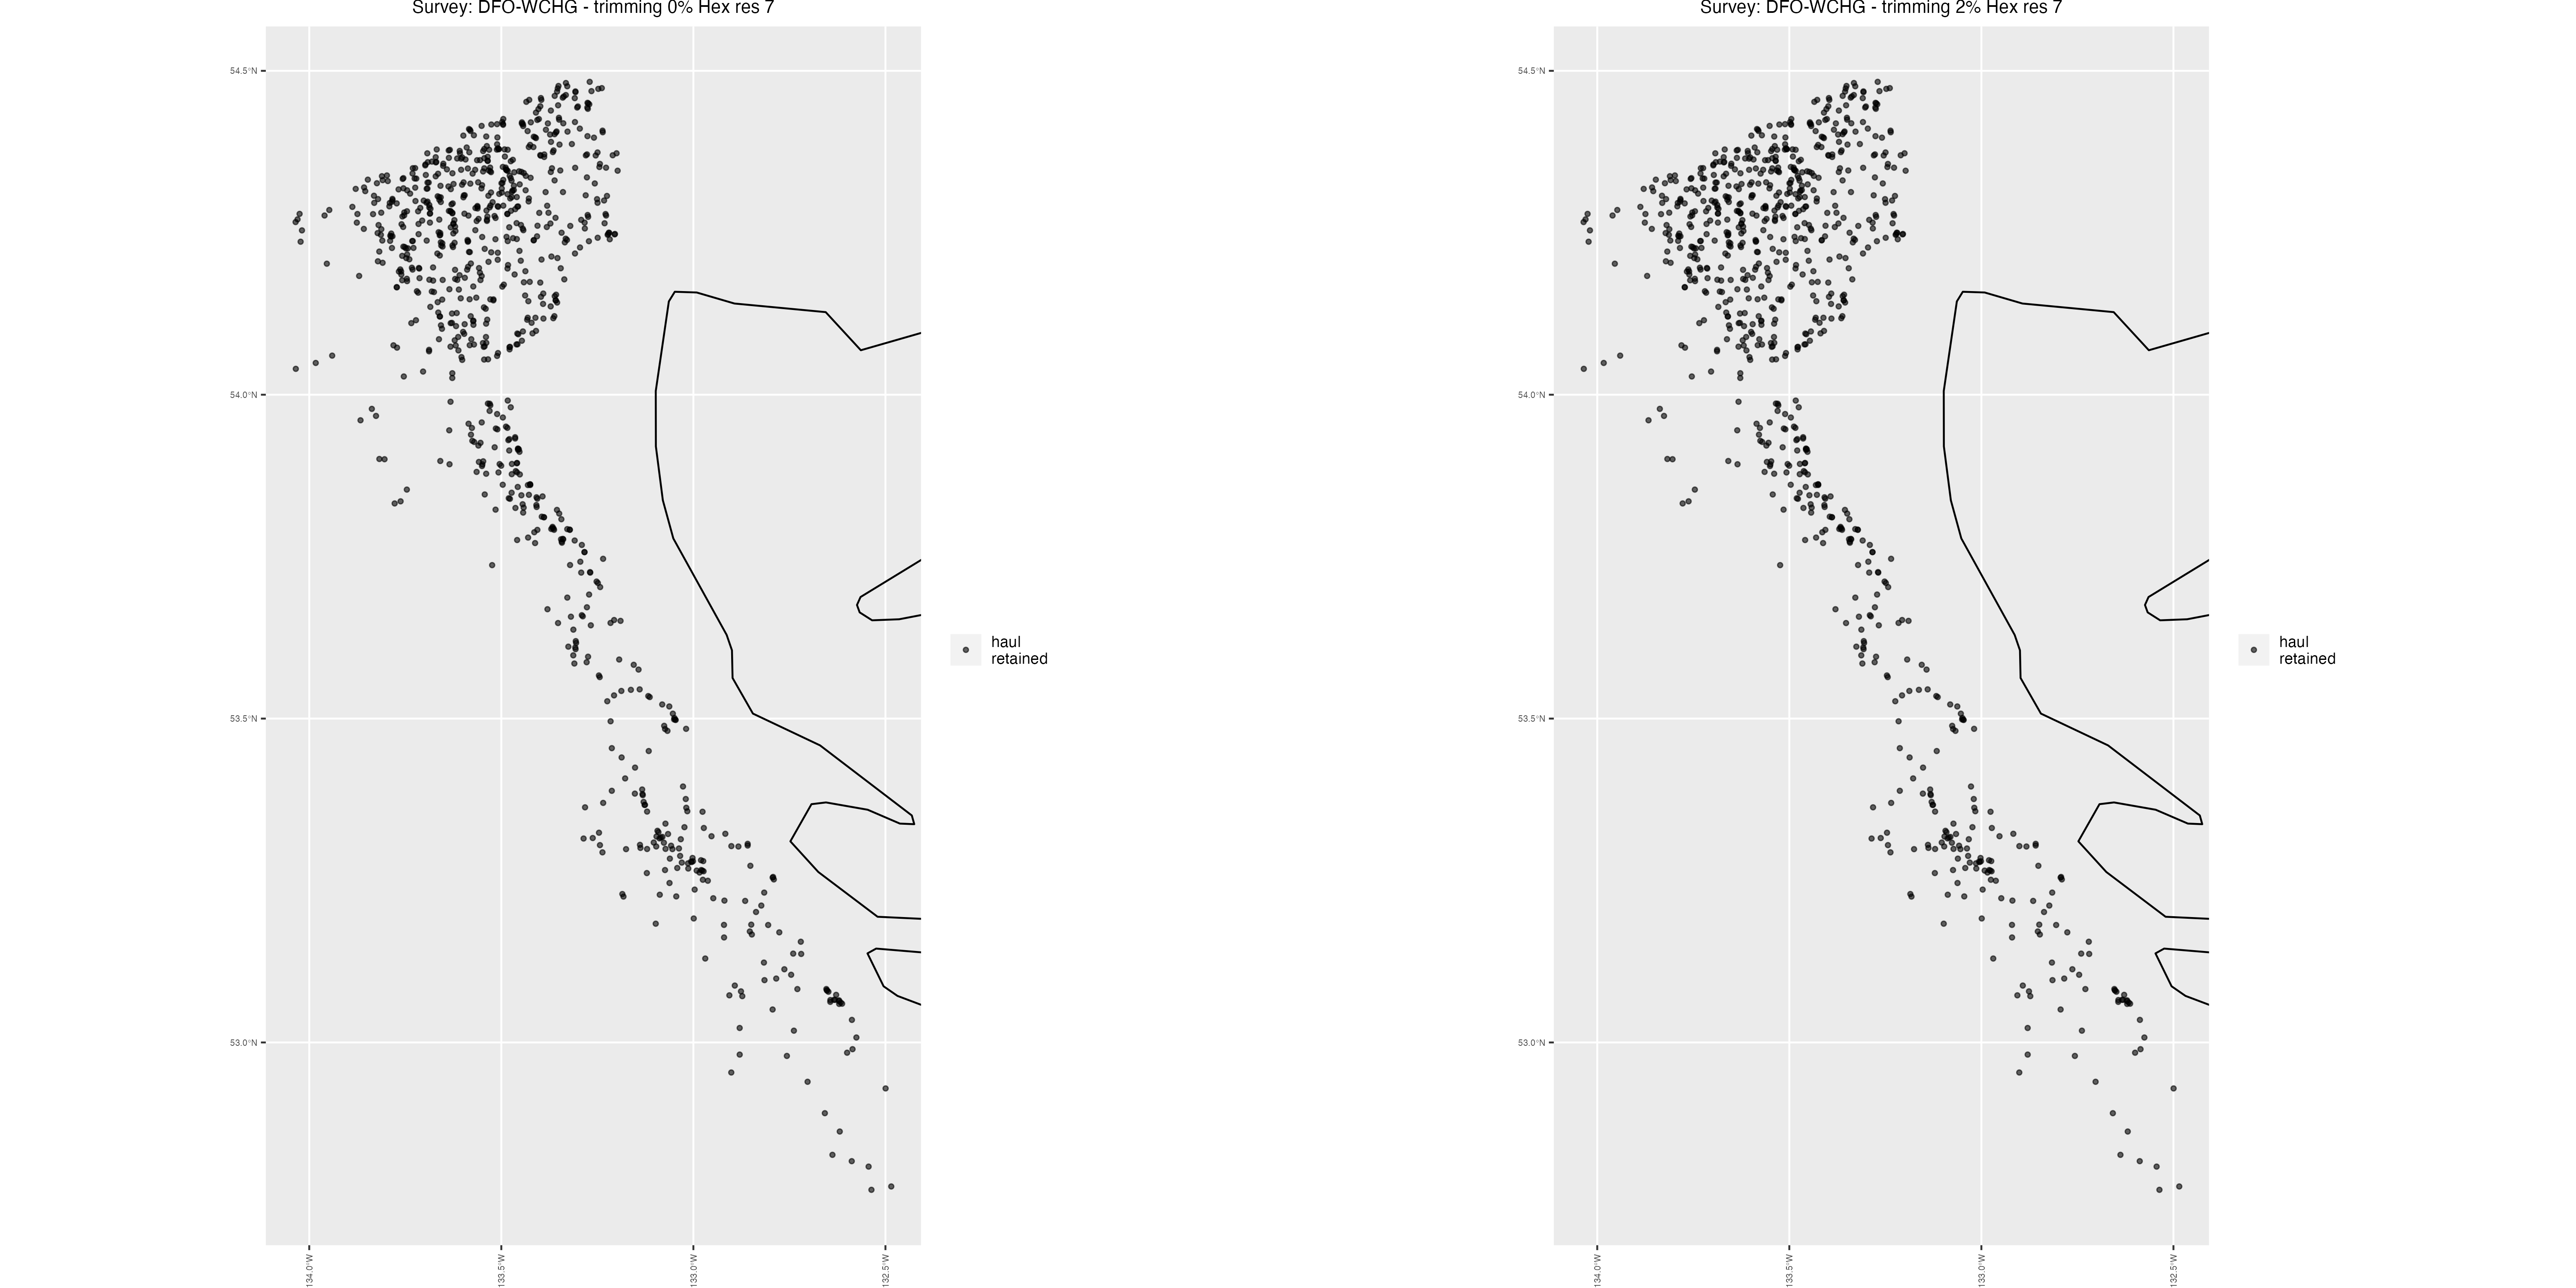 Survey: DFO-WCHG - trimming 0% Hex res 7
54.5°N
54.0°N
53.5°N
53.0°N
134.0°W
133.5°W
133.0°W
132.5°W
haul
retained
Survey: DFO-WCHG - trimming 2% Hex res 7
54.5°N
54.0°N
53.5°N
53.0°N
134.0°W
133.5°W
133.0°W
132.5°W
haul
retained